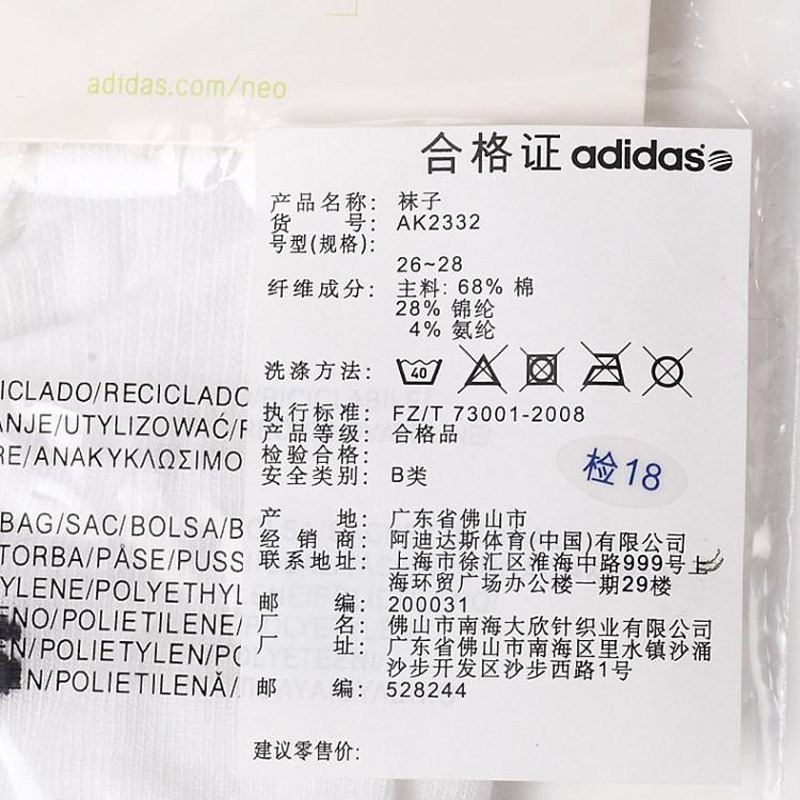 adidas.com/neo
合格证 adidas
产品名称: 袜子
货 号: AK2332
号型(规格):
26~28
纤维成分: 主料: 68% 棉
28% 锦纶
4% 氨纶
洗涤方法: 40
执行标准: FZ/T 73001-2008
产品等级: 合格品
检验合格:
检18
安全类别: B类
产 地: 广东省佛山市
经 销 商: 阿迪达斯体育(中国)有限公司
联系地址: 上海市徐汇区淮海中路999号上
海环贸广场办公楼一期29楼
邮 编: 200031
厂 名: 佛山市南海大欣针织业有限公司
厂 址: 广东省佛山市南海区里水镇沙涌
沙步开发区沙步西路1号
邮 编: 528244
建议零售价:
ICLADO/RECICLADO
ANJE/UTYLIZOWAĆ/
RE/ΑΝΑΚΥΚΛΩΣΙΜΟ
BAG/SAC/BOLSA/B
TORBA/PÅSE/PUSS
YLENE/POLYETHYL
ENO/POLIETILENE/
EN/POLIETYLEN/PO
EN/POLIETILENĂ/